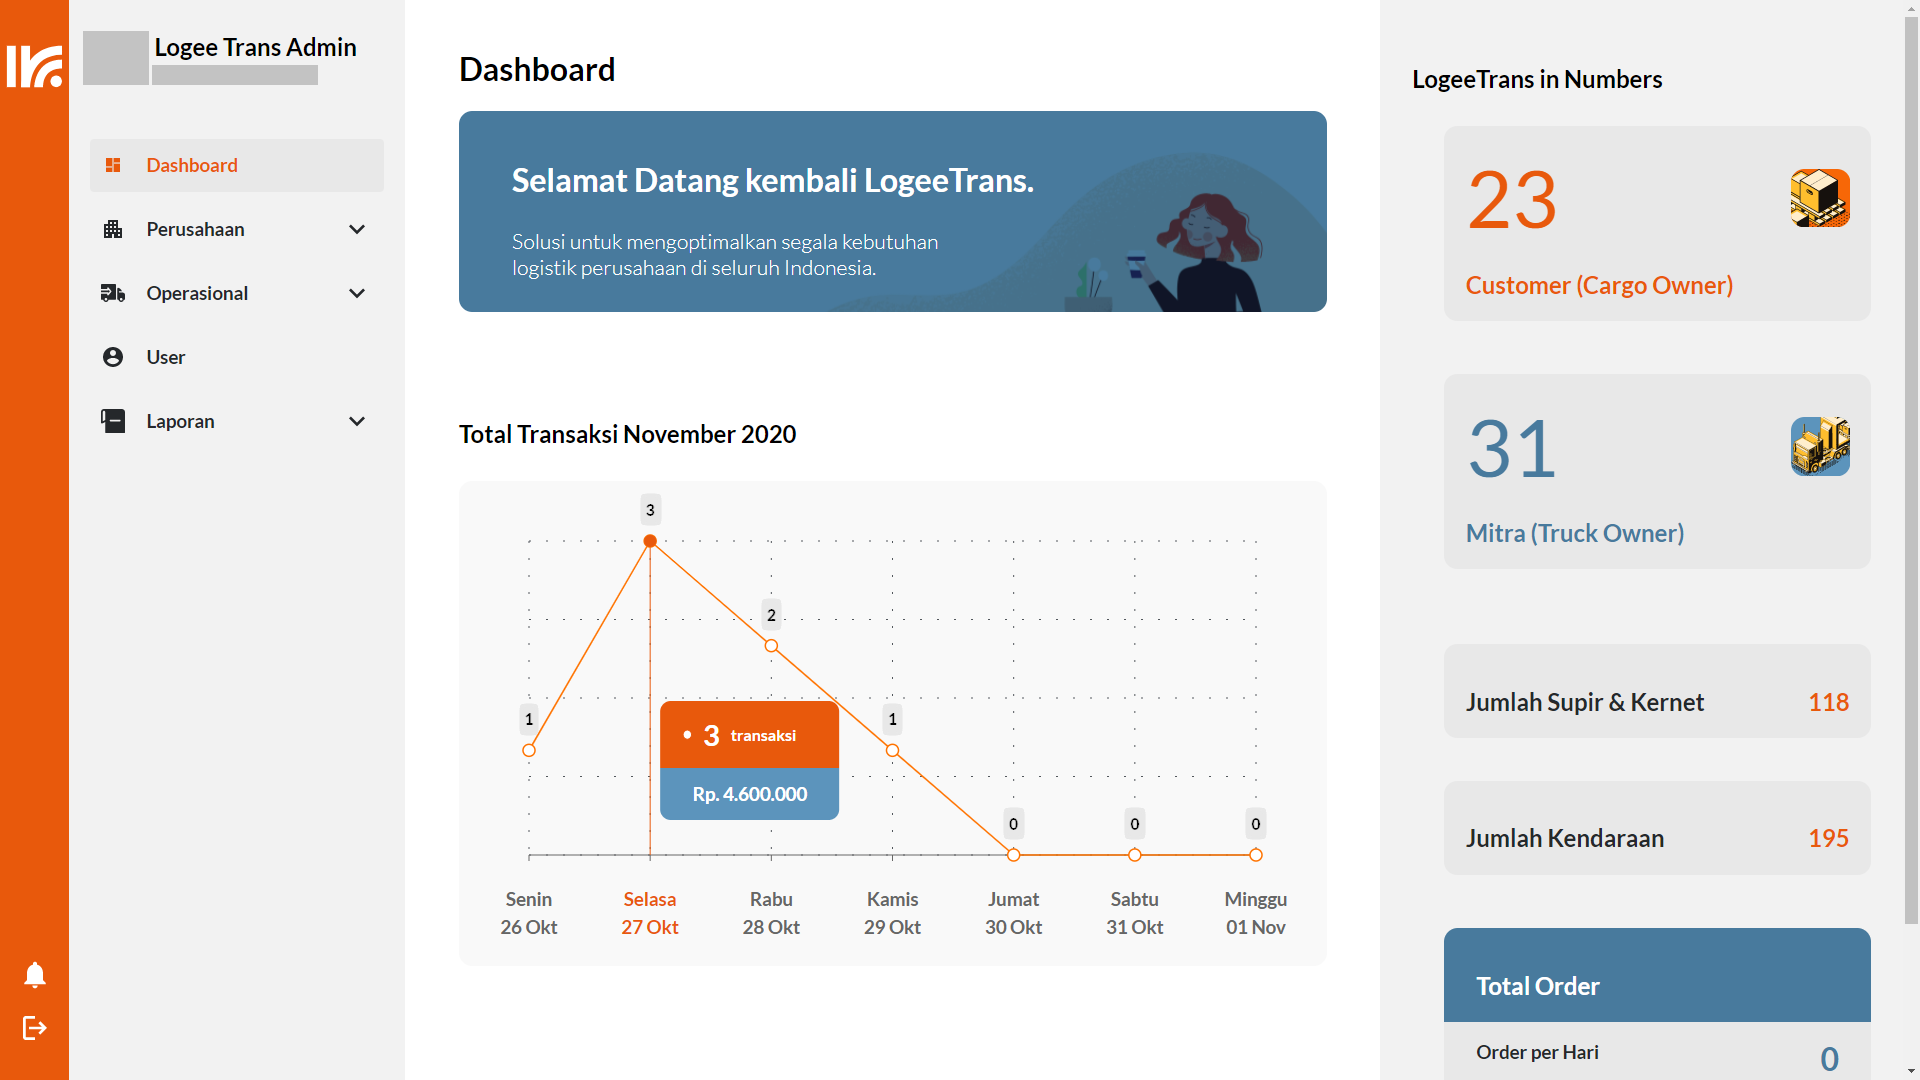 Logee Trans Admin
Dashboard
Perusahaan
Operasional
User
Laporan
Dashboard
Selamat Datang kembali LogeeTrans.
Solusi untuk mengoptimalkan segala kebutuhan
logistik perusahaan di seluruh Indonesia.
Total Transaksi November 2020
3
2
1
1
0
0
0
3 transaksi
Rp. 4.600.000
Senin
26 Okt
Selasa
27 Okt
Rabu
28 Okt
Kamis
29 Okt
Jumat
30 Okt
Sabtu
31 Okt
Minggu
01 Nov
LogeeTrans in Numbers
23
Customer (Cargo Owner)
31
Mitra (Truck Owner)
Jumlah Supir & Kernet 118
Jumlah Kendaraan 195
Total Order
Order per Hari 0